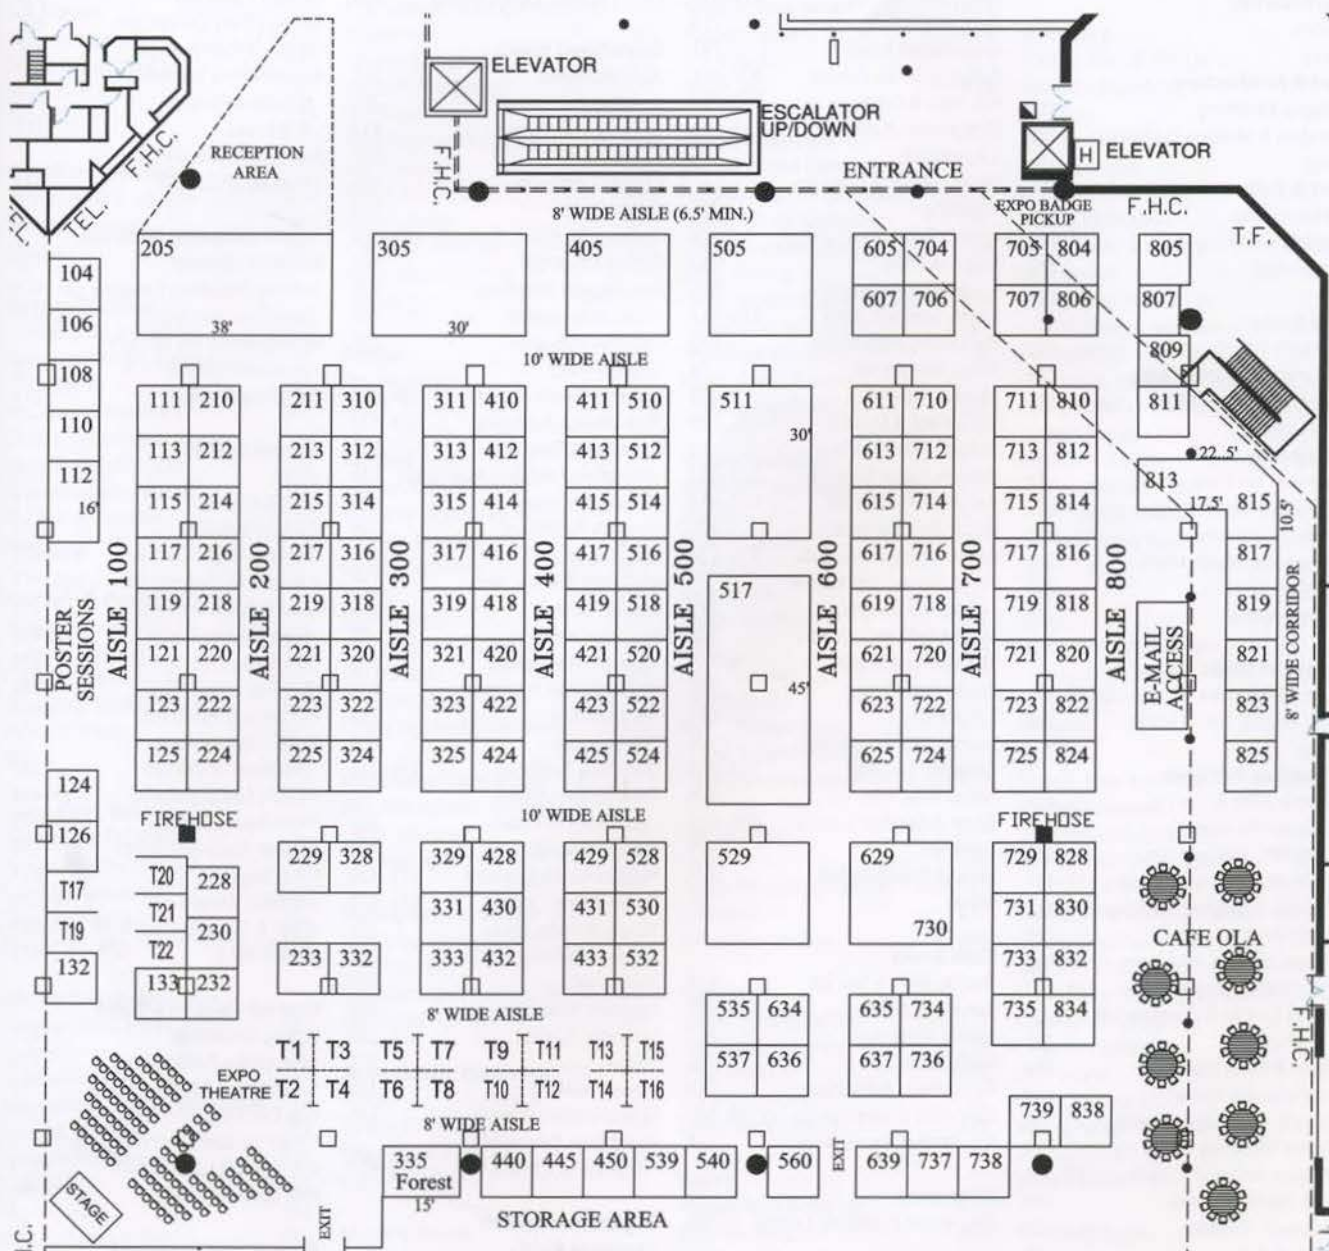 ELEVATOR
ESCALATOR
UP/DOWN
F.H.C.
RECEPTION
AREA
F.H.C
ENTRANCE
H ELEVATOR
TEL.
8' WIDE AISLE (6.5' MIN.)
EXPO BADGE
PICKUP
F.H.C.
T.F.
205 305 405 505 605 704 705 804 805
104
607 706 707 806 807
106
38' 30'
809
10' WIDE AISLE
108
111 210 211 310 311 410 411 510 511 611 710 711 810 811
110
30'
113 212 213 312 313 412 413 512 613 712 713 812
22..5'
112
813
16'
115 214 215 314 315 414 415 514 615 714 715 814 17.5' 815
10.5'
117 216 217 316 317 416 417 516 617 716 717 816 817
517
119 218 219 318 319 418 419 518 619 718 719 818 819
AISLE 100
AISLE 200
AISLE 300
AISLE 400
AISLE 500
AISLE 600
AISLE 700
AISLE 800
POSTER
SESSIONS
E-MAIL
ACCESS
8' WIDE CORRIDOR
121 220 221 320 321 420 421 520 621 720 721 820 821
45'
123 222 223 322 323 422 423 522 623 722 723 822 823
125 224 225 324 325 424 425 524 625 724 725 824 825
124
FIREHOSE
10' WIDE AISLE
FIREHOSE
126
229 328 329 428 429 528 529 629 729 828
T20 228
T17
T21
331 430 431 530 731 830
T19
230
730
T22
CAFE OLA
132
233 332 333 432 433 532 733 832
133 232
535 634 635 734 735 834
8' WIDE AISLE
F.H.C.
T1 T3 T5 T7 T9 T11 T13 T15
537 636 637 736
EXPO
THEATRE
T2 T4 T6 T8 T10 T12 T14 T16
739 838
8' WIDE AISLE
335
Forest
15'
440 445 450 539 540 560
EXIT
639 737 738
STAGE
EXIT
STORAGE AREA